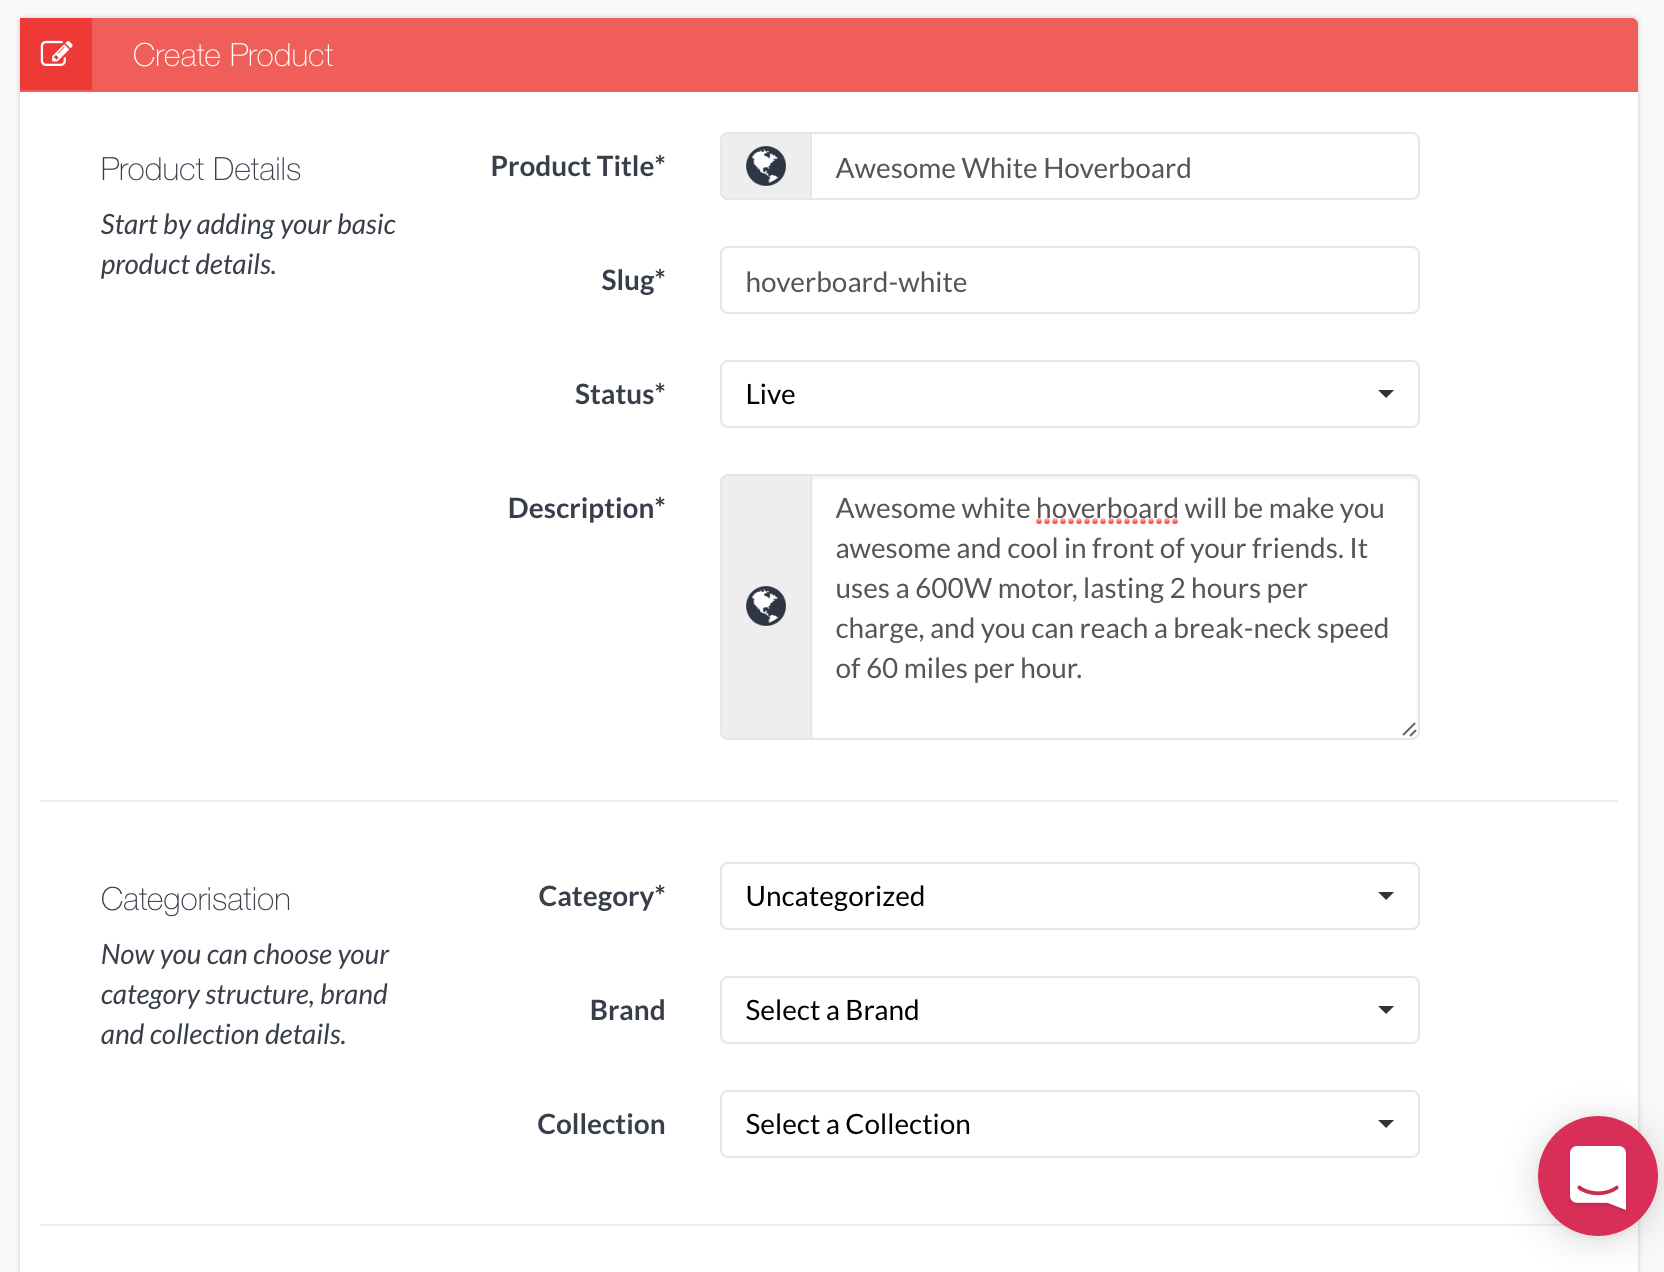 Create Product
Product Details
Start by adding your basic
product details.
Product Title*
Awesome White Hoverboard
Slug*
hoverboard-white
Status*
Live
Description*
Awesome white hoverboard will be make you
awesome and cool in front of your friends. It
uses a 600W motor, lasting 2 hours per
charge, and you can reach a break-neck speed
of 60 miles per hour.
Categorisation
Now you can choose your
category structure, brand
and collection details.
Category*
Uncategorized
Brand
Select a Brand
Collection
Select a Collection